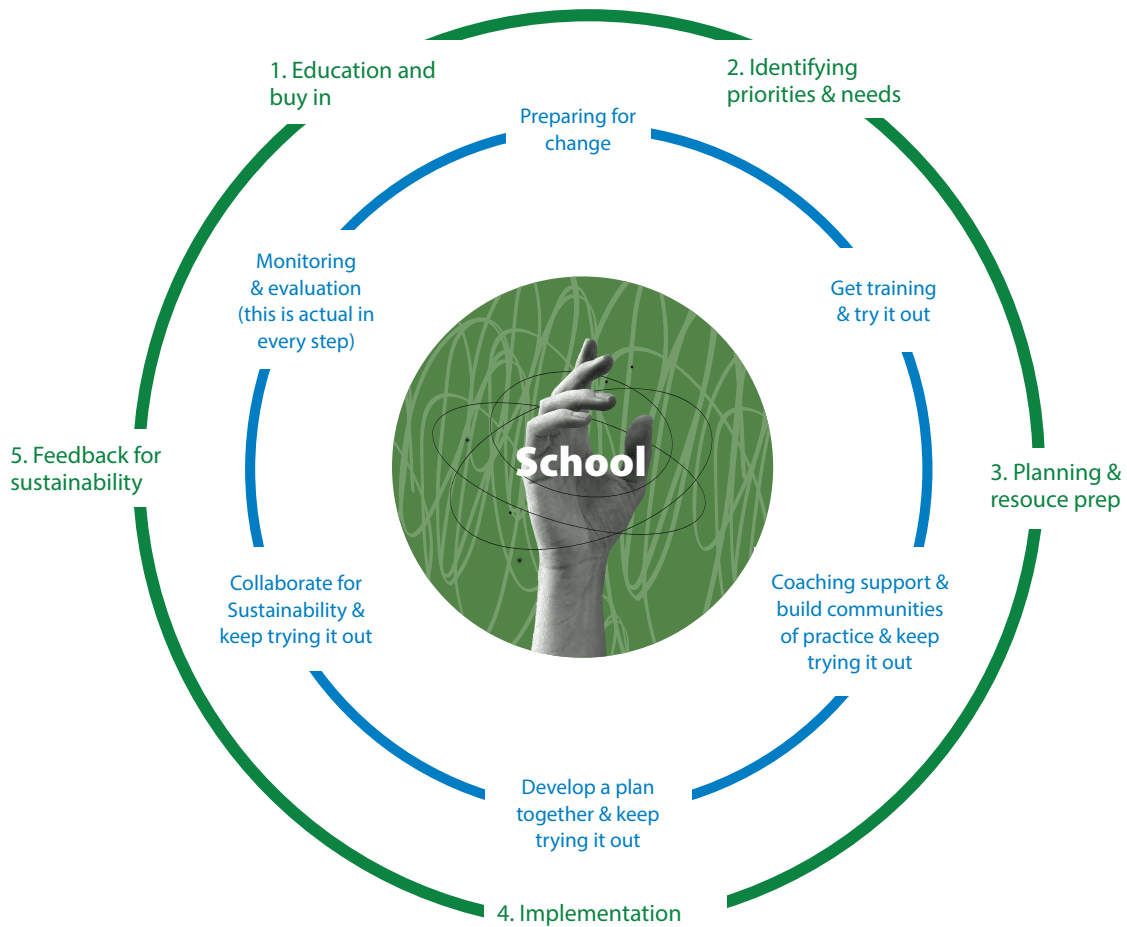 1. Education and
buy in
2. Identifying
priorities & needs
3. Planning &
resouce prep
4. Implementation
5. Feedback for
sustainability
Preparing for
change
Get training
& try it out
Coaching support &
build communities
of practice & keep
trying it out
Develop a plan
together & keep
trying it out
Collaborate for
Sustainability &
keep trying it out
Monitoring
& evaluation
(this is actual in
every step)
School